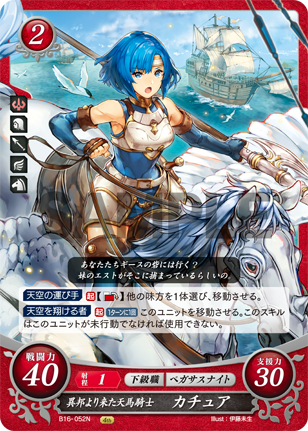 2
SAMPLE
あなたたちギースの砦には行く？
妹のエストがそこに捕まっているらしいの。
天空の運び手 起【】他の味方を1体選び、移動させる。
天空を翔ける者 起【1ターンに1回】このユニットを移動させる。このスキル
はこのユニットが未行動でなければ使用できない。
戦闘力
40
射程 1
下級職
ペガサスナイト
支援力
30
異邦より来た天馬騎士 カチュア
B16-052N
Illust：伊藤未生